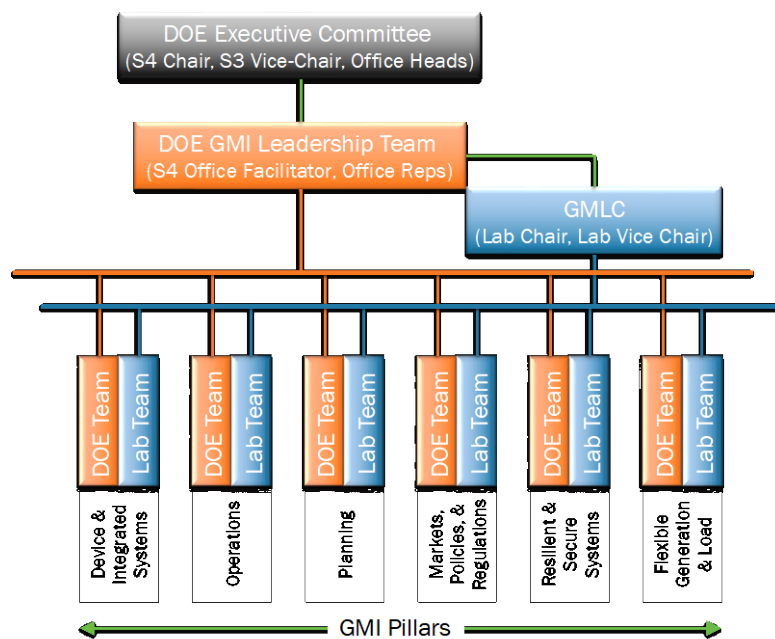 DOE Executive Committee
(S4 Chair, S3 Vice-Chair, Office Heads)
DOE GMI Leadership Team
(S4 Office Facilitator, Office Reps)
GMLC
(Lab Chair, Lab Vice Chair)
DOE Team
Lab Team
DOE Team
Lab Team
DOE Team
Lab Team
DOE Team
Lab Team
DOE Team
Lab Team
DOE Team
Lab Team
Device &
Integrated
Systems
Operations
Planning
Markets,
Policies, &
Regulations
Resilient &
Secure
Systems
Flexible
Generation
& Load
GMI Pillars